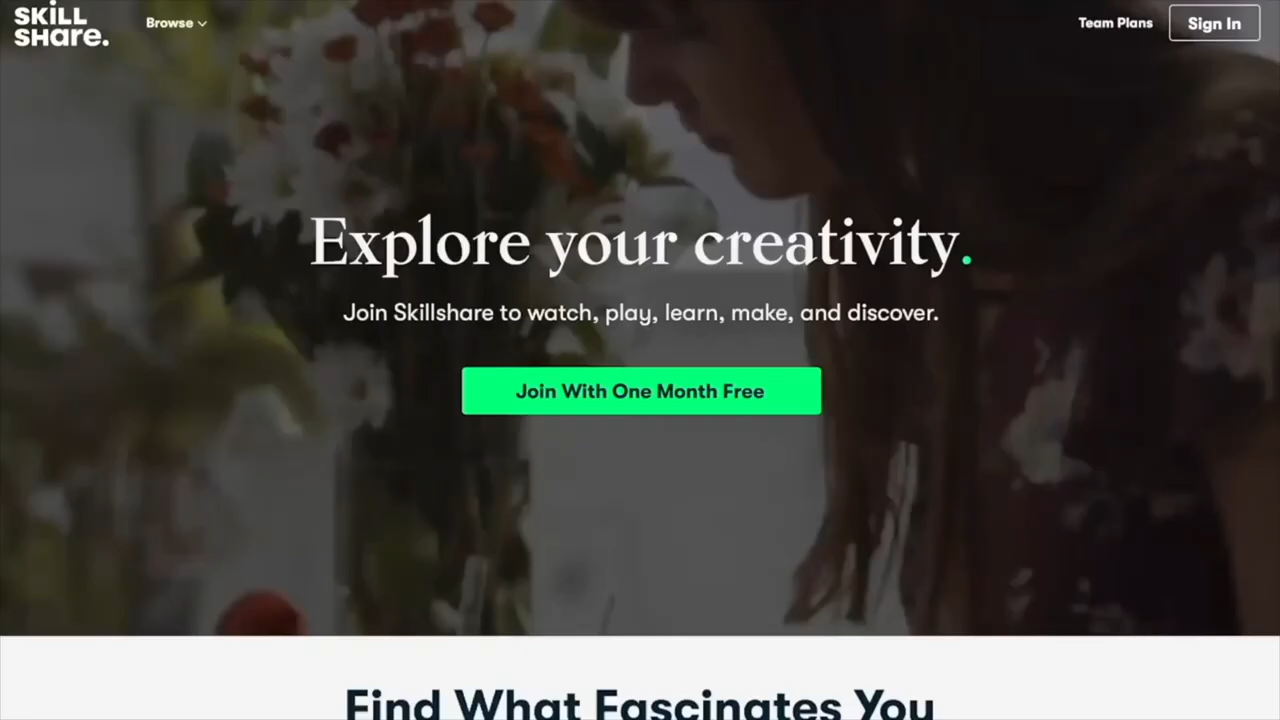 SKiLL
SHare.
Browse
Team Plans
Sign In
Explore your creativity.
Join Skillshare to watch, play, learn, make, and discover.
Join With One Month Free
Find What Fascinates You